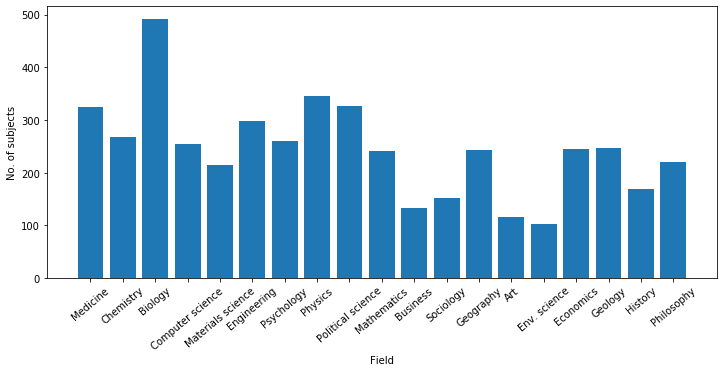 500
400
300
200
100
0
No. of subjects
Medicine
Chemistry
Biology
Computer science
Materials science
Engineering
Psychology
Physics
Political science
Mathematics
Business
Sociology
Geography
Art
Env. science
Economics
Geology
History
Philosophy
Field